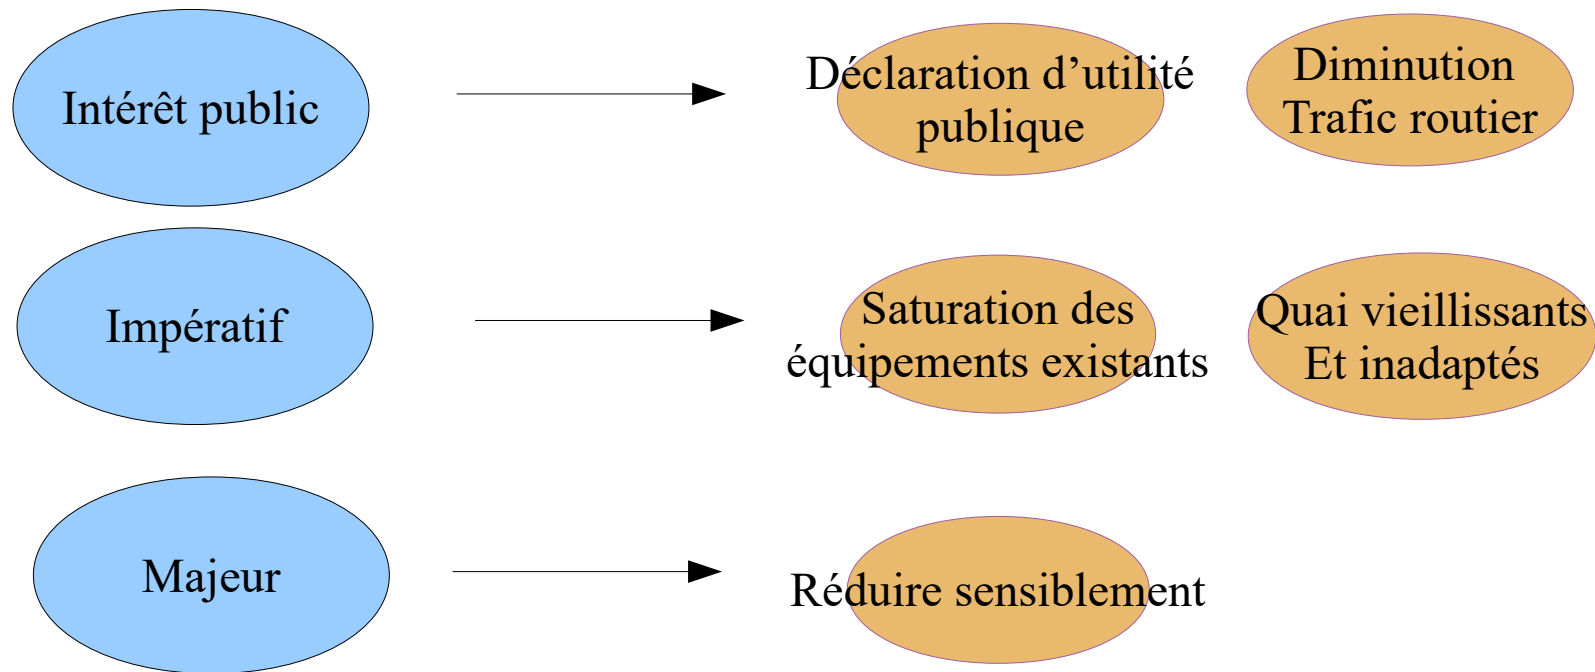 Intérêt public
Déclaration d’utilité
publique
Diminution
Trafic routier
Impératif
Saturation des
équipements existants
Quai vieillissants
Et inadaptés
Majeur
Réduire sensiblement